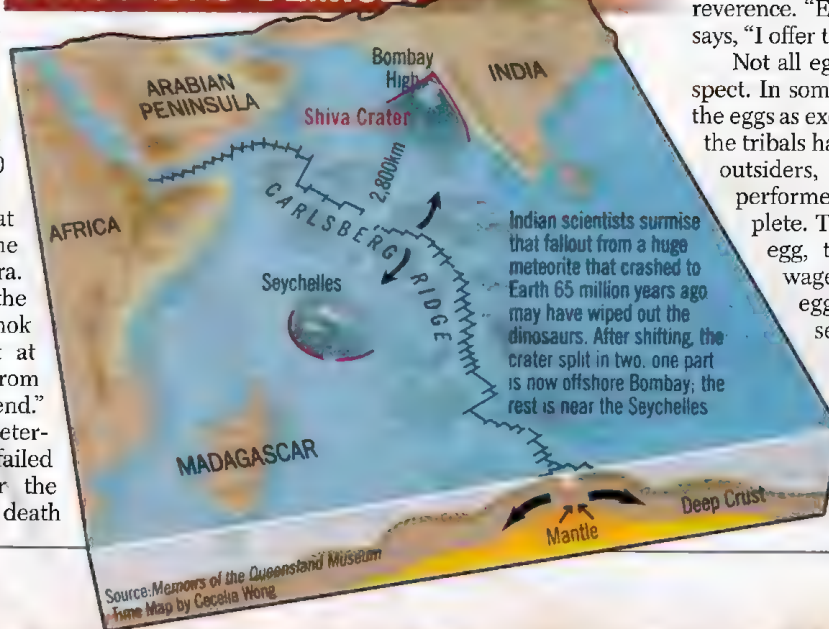 ARABIAN
PENINSULA
Bombay
High
INDIA
Shiva Crater
2,800km
AFRICA
CARLSBERG RIDGE
Seychelles
MADAGASCAR
Indian scientists surmise
that fallout from a huge
meteorite that crashed to
Earth 65 million years ago
may have wiped out the
dinosaurs. After shifting, the
crater split in two, one part
is now offshore Bombay; the
rest is near the Seychelles
Deep Crust
Mantle
Source: Memoirs of the Queensland Museum
Time Map by Cecelia Wong
at
ne
ra.
the
nok
at
rom
end."
eter-
failed
r the
death
reverence. "E
says, "I offer t
Not all eg
spect. In som
the eggs as ex
the tribals ha
outsiders,
performe
plete. T
egg, t
wage
egg
se